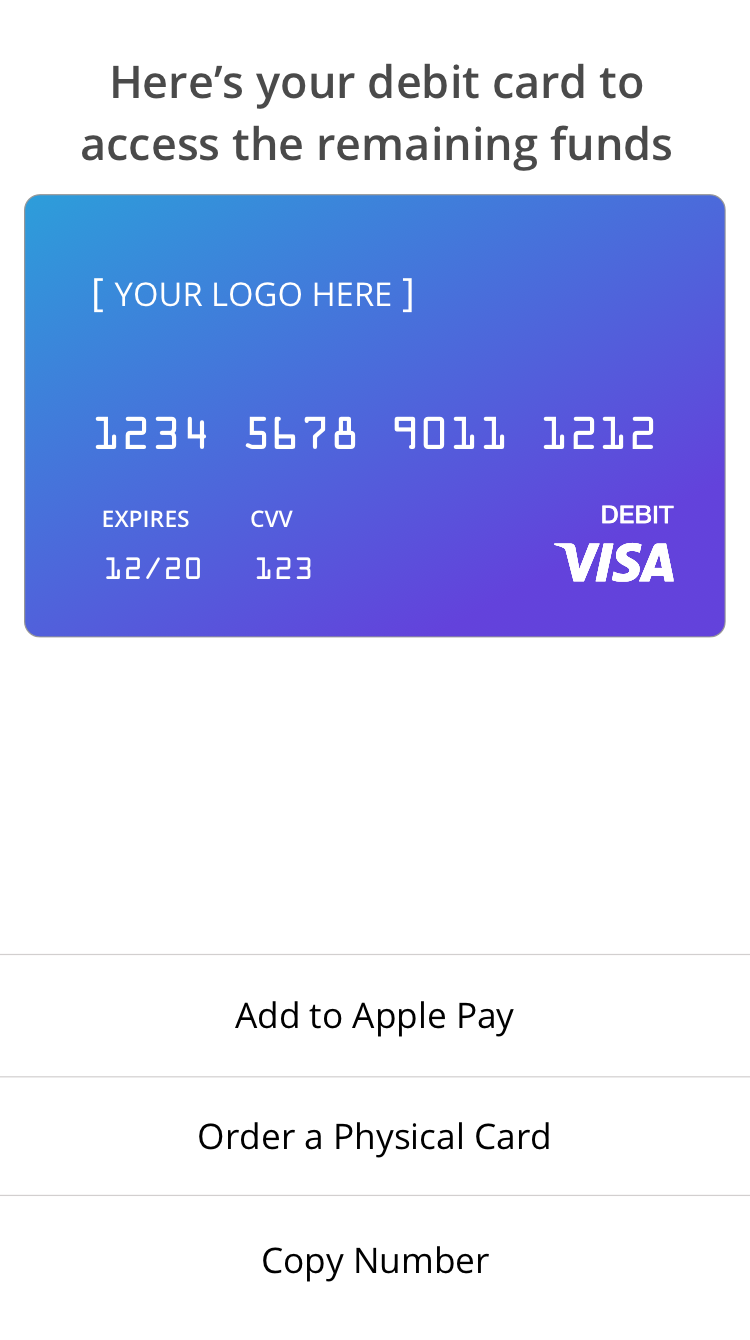 Here’s your debit card to
access the remaining funds
[ YOUR LOGO HERE ]
1234 5678 9011 1212
EXPIRES CVV DEBIT
12/20 123 VISA
Add to Apple Pay
Order a Physical Card
Copy Number